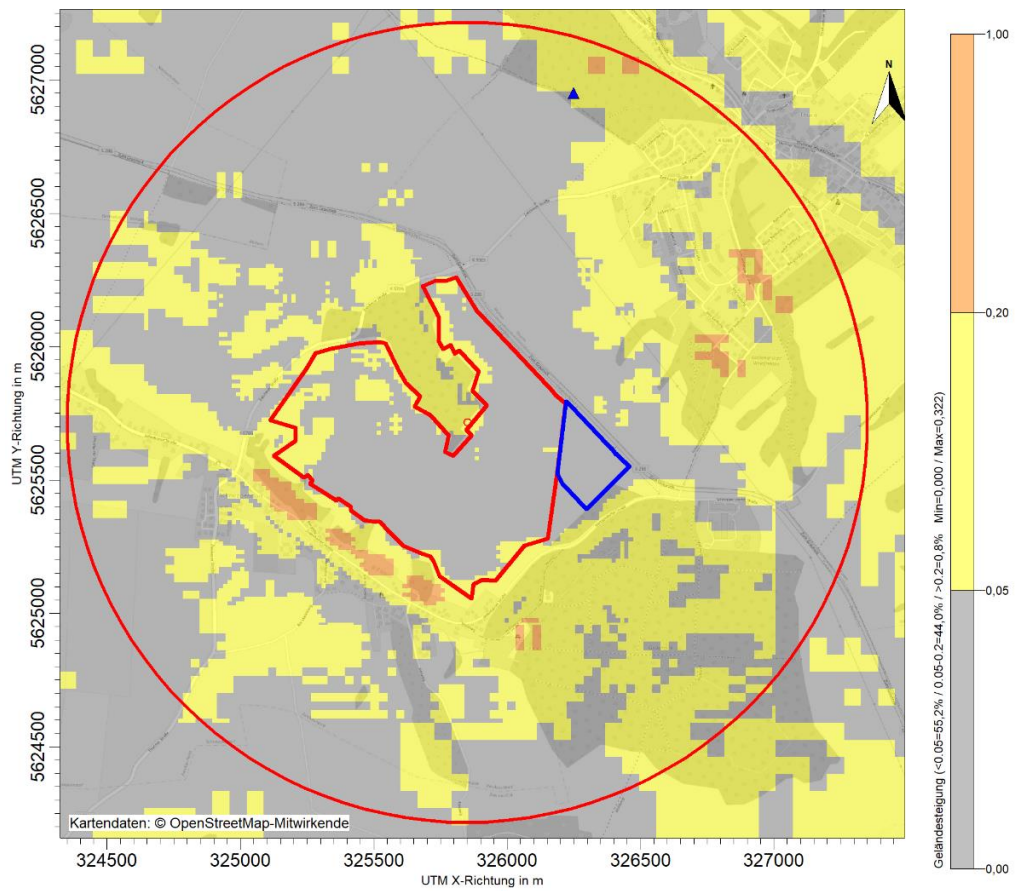 1,00
0,20
0,05
0,00
N
5627000
5626500
5626000
5625500
5625000
5624500
UTM Y-Richtung in m
Geländesteigung (<0.05=55,2% / 0.05-0.2=44,0% / >0.2=0,8% Min=0,000 / Max=0,322)
Kartendaten: © OpenStreetMap-Mitwirkende
324500 325000 325500 326000 326500 327000
UTM X-Richtung in m